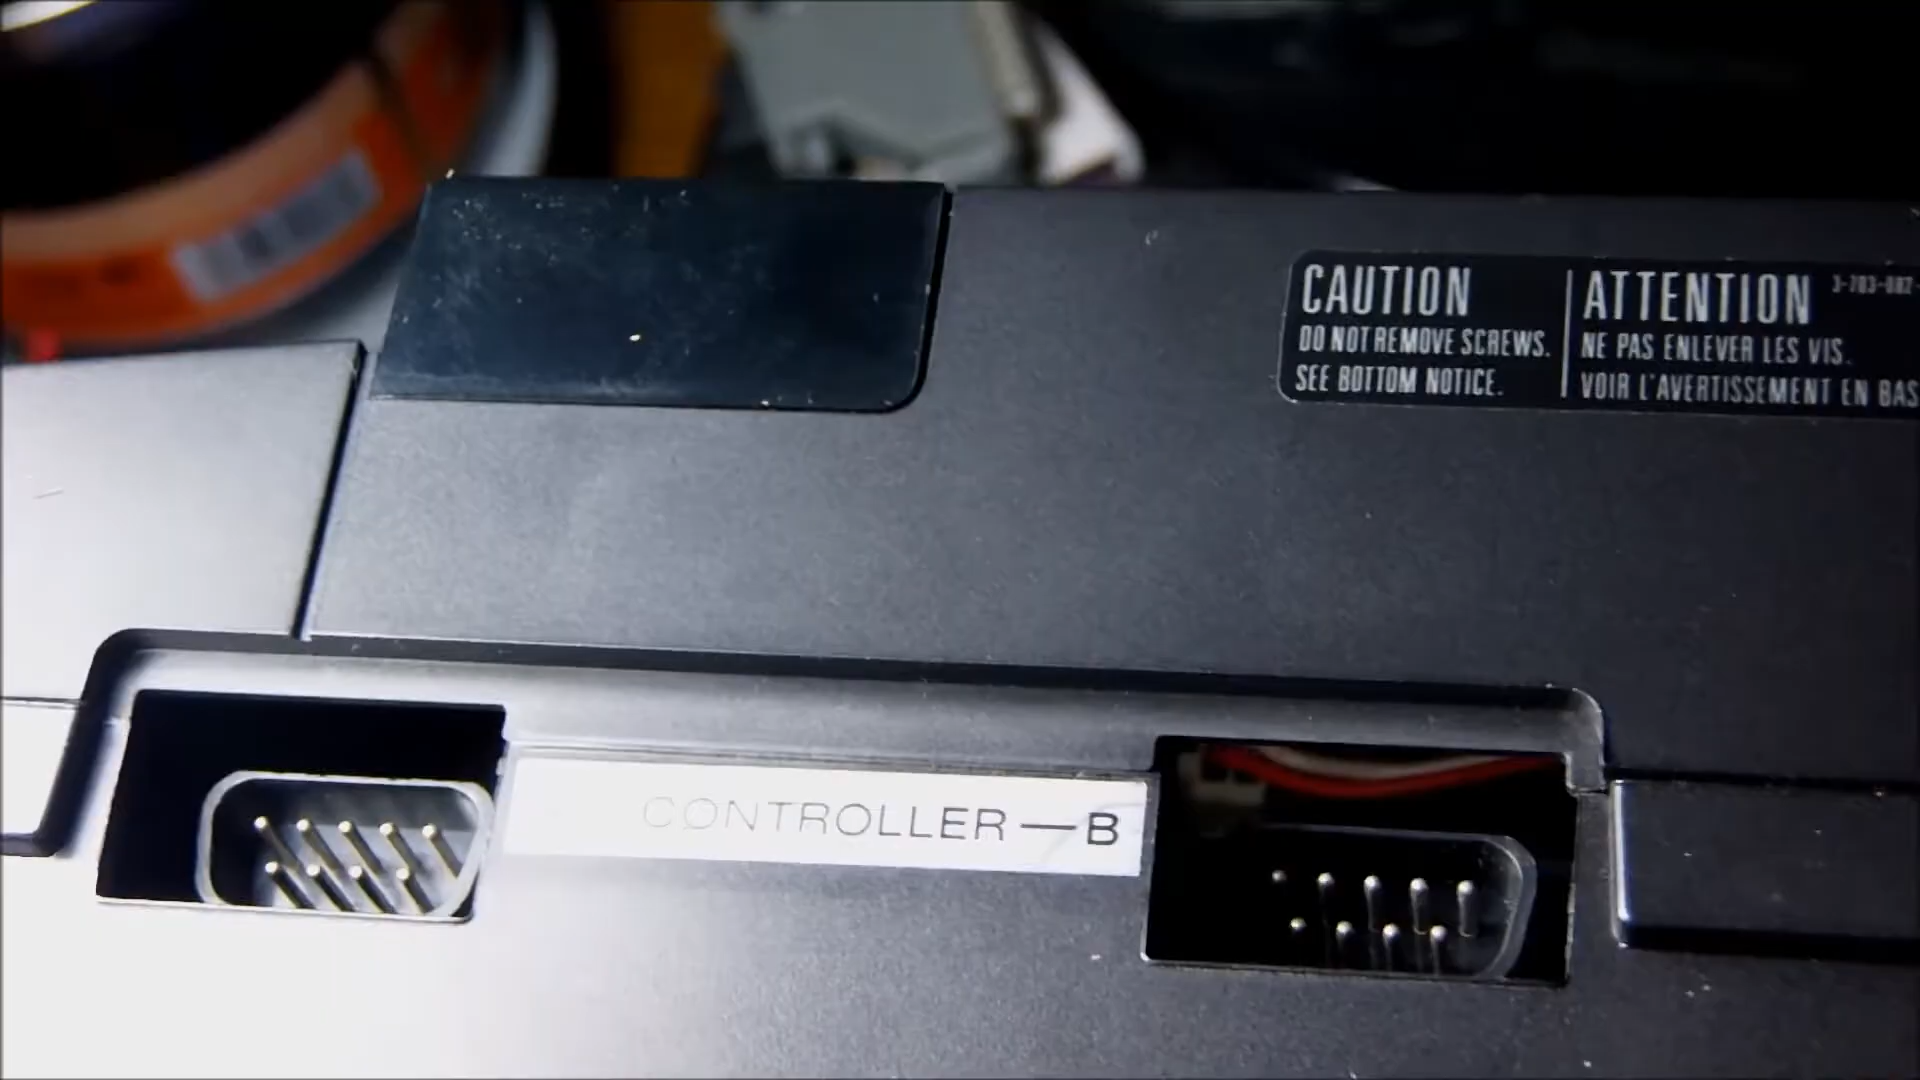 CAUTION
DO NOT REMOVE SCREWS.
SEE BOTTOM NOTICE.
ATTENTION
NE PAS ENLEVER LES VIS.
VOIR L'AVERTISSEMENT EN BAS
CONTROLLER—B